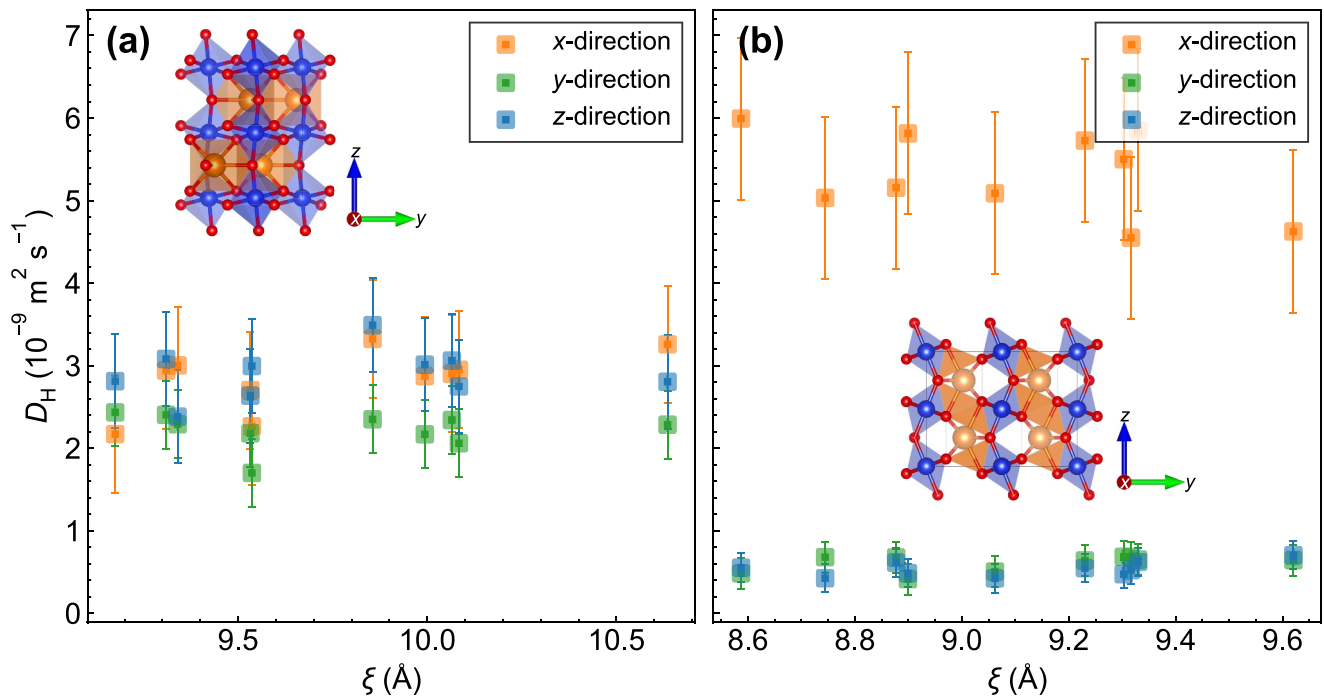 (a)
x-direction
y-direction
z-direction
z
x
y
7
6
5
4
3
2
1
0
D_H (10⁻⁹ m² s⁻¹)
9.5
10.0
10.5
ξ (Å)
(b)
x-direction
y-direction
z-direction
z
x
y
8.6
8.8
9.0
9.2
9.4
9.6
ξ (Å)